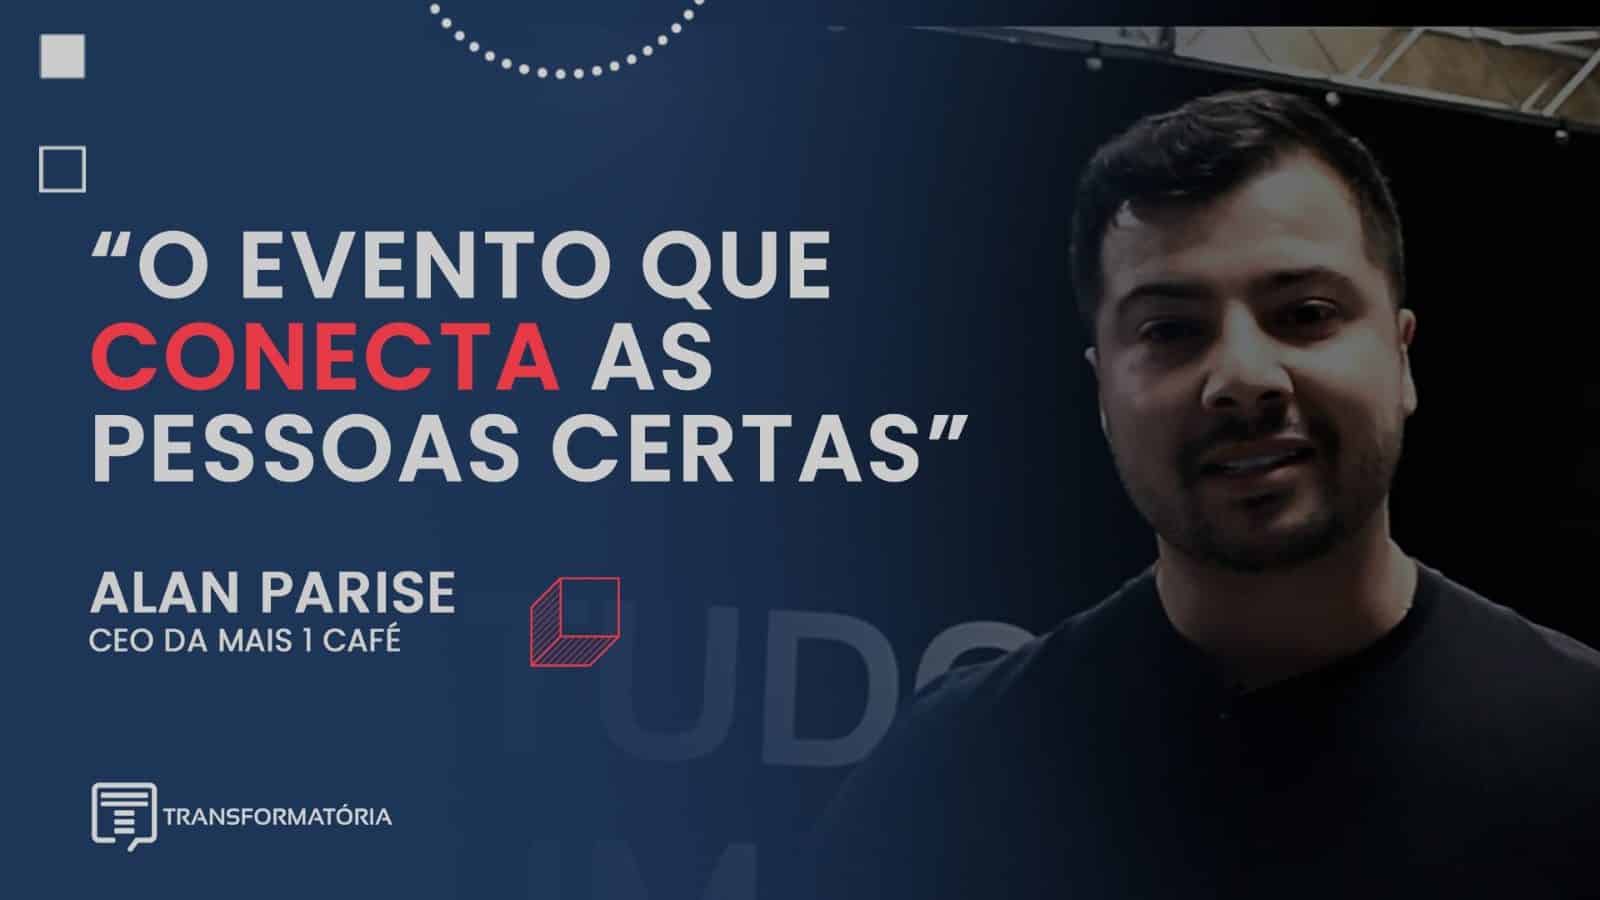 “O EVENTO QUE
CONECTA AS
PESSOAS CERTAS”
ALAN PARISE
CEO DA MAIS 1 CAFÉ
TRANSFORMATÓRIA